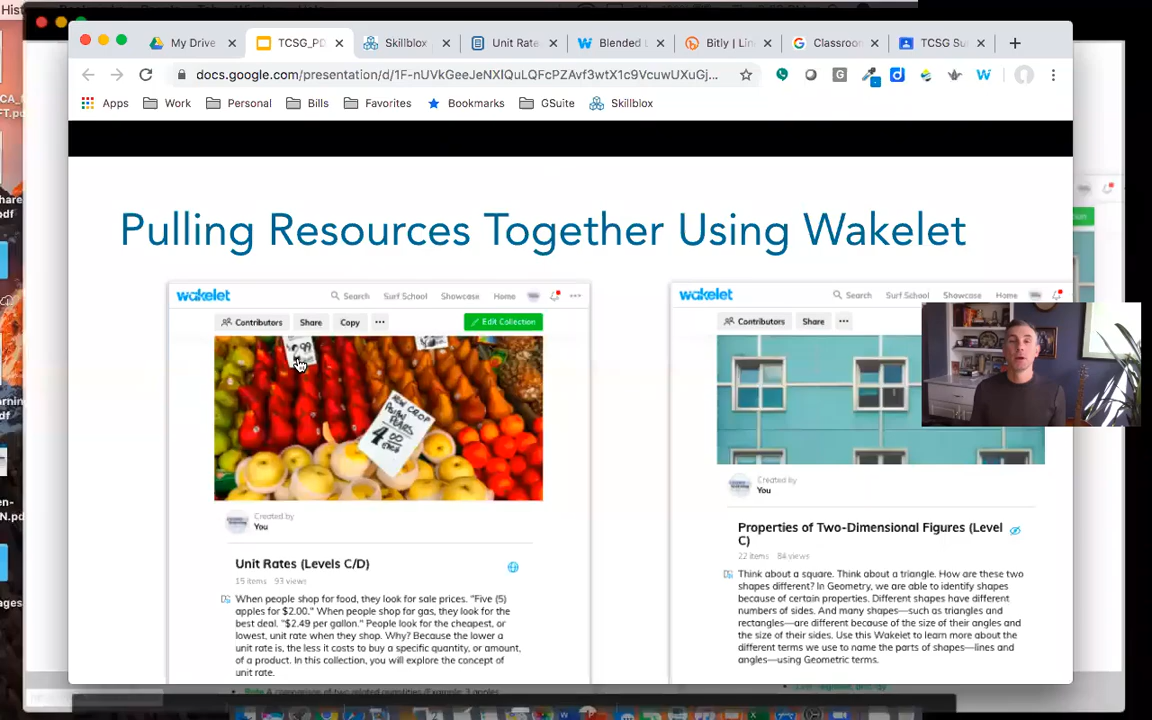 My Drive
TCSG_PD
Skillblox
Unit Rate
Blended L
Bitly | Lin
Classroo
TCSG Su
docs.google.com/presentation/d/1F-nUVkGeeJeNXIQuLQFcPZAvf3wtX1c9VcuwUXuGj...
Apps
Work
Personal
Bills
Favorites
Bookmarks
GSuite
Skillblox
Pulling Resources Together Using Wakelet
wakelet
Search
Surf School
Showcase
Home
Contributors
Share
Copy
Edit Collection
4.00
Created by
You
Unit Rates (Levels C/D)
15 items 93 views
When people shop for food, they look for sale prices. "Five (5)
apples for $2.00." When people shop for gas, they look for the
best deal. "$2.49 per gallon." People look for the cheapest, or
lowest, unit rate when they shop. Why? Because the lower a
unit rate is, the less it costs to buy a specific quantity, or amount,
of a product. In this collection, you will explore the concept of
unit rate.
wakelet
Search
Surf School
Showcase
Home
Contributors
Share
Created by
You
Properties of Two-Dimensional Figures (Level
C)
22 items 84 views
Think about a square. Think about a triangle. How are these two
shapes different? In Geometry, we are able to identify shapes
because of certain properties. Different shapes have different
numbers of sides. And many shapes—such as triangles and
rectangles—are different because of the size of their angles and
the size of their sides. Use this Wakelet to learn more about the
different terms we use to name the parts of shapes—lines and
angles—using Geometric terms.